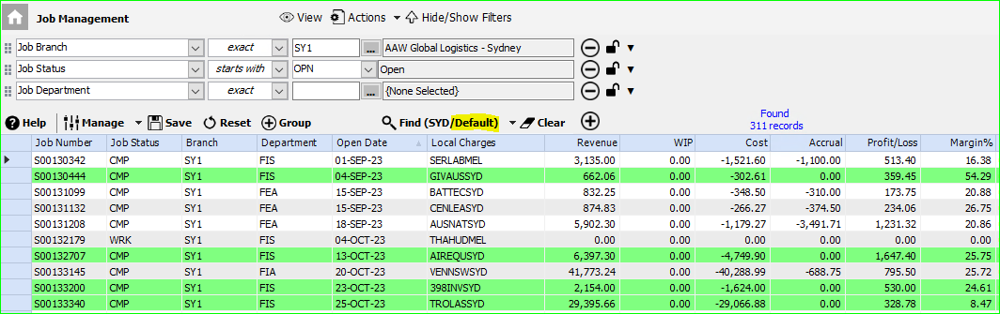 Job Management View Actions Hide/Show Filters
Job Branch exact SY1 ... AAW Global Logistics - Sydney
Job Status starts with OPN Open
Job Department exact ... {None Selected}
Help Manage Save Reset Group Find (SYD/Default) Clear Found
311 records
Job Number Job Status Branch Department Open Date Local Charges Revenue WIP Cost Accrual Profit/Loss Margin%
S00130342 CMP SY1 FIS 01-SEP-23 SERLABMEL 3,135.00 0.00 -1,521.60 -1,100.00 513.40 16.38
S00130444 CMP SY1 FIS 04-SEP-23 GIVAUSSYD 662.06 0.00 -302.61 0.00 359.45 54.29
S00131099 CMP SY1 FEA 15-SEP-23 BATTECSYD 832.25 0.00 -348.50 -310.00 173.75 20.88
S00131132 CMP SY1 FEA 15-SEP-23 CENLEASYD 874.83 0.00 -266.27 -374.50 234.06 26.75
S00131208 CMP SY1 FEA 18-SEP-23 AUSNATSYD 5,902.30 0.00 -1,179.27 -3,491.71 1,231.32 20.86
S00132179 WRK SY1 FIS 04-OCT-23 THAHUDMEL 0.00 0.00 0.00 0.00 0.00 0.00
S00132707 CMP SY1 FIS 13-OCT-23 AIREQUSYD 6,397.30 0.00 -4,749.90 0.00 1,647.40 25.75
S00133145 CMP SY1 FIA 20-OCT-23 VENNSWSYD 41,773.24 0.00 -40,288.99 -688.75 795.50 25.72
S00133200 CMP SY1 FIS 23-OCT-23 398INVSYD 2,154.00 0.00 -1,624.00 0.00 530.00 24.61
S00133340 CMP SY1 FIS 25-OCT-23 TROLASSYD 29,395.66 0.00 -29,066.88 0.00 328.78 8.47